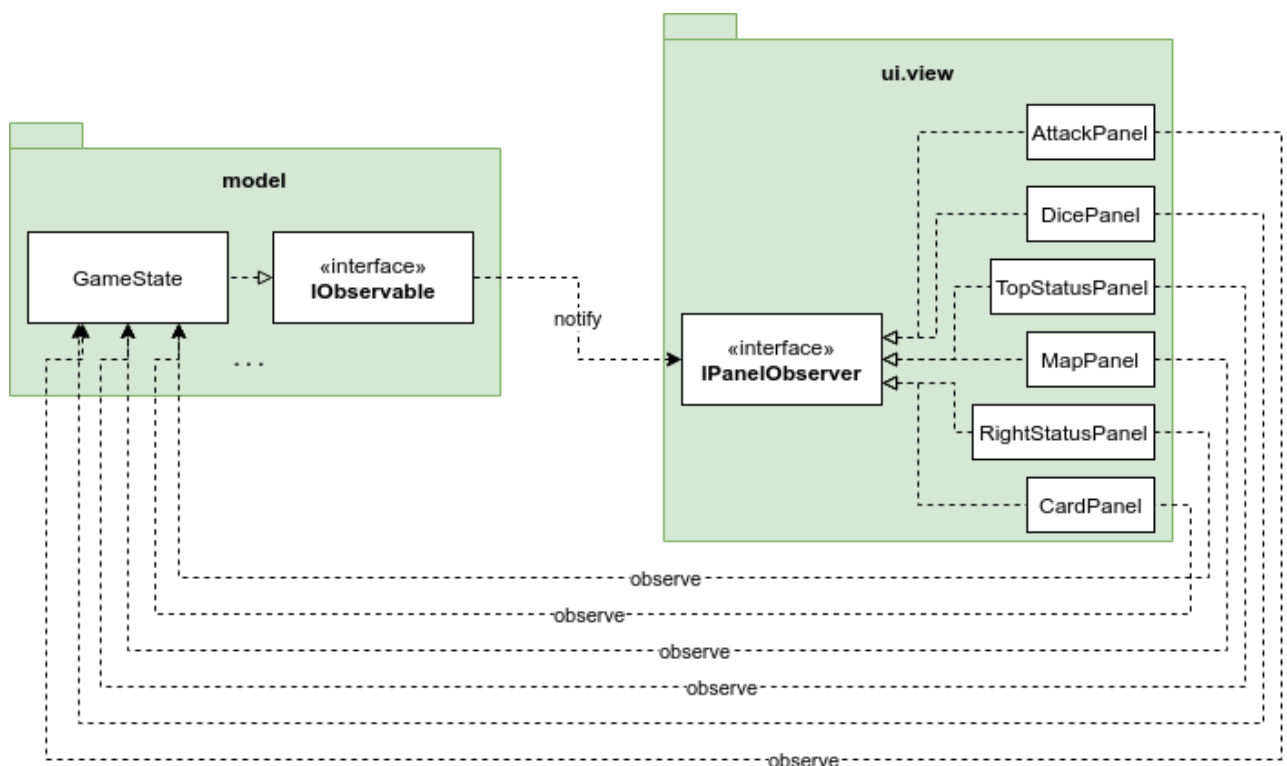 ui.view
AttackPanel
model
DicePanel
GameState
«interface»
IObservable
TopStatusPanel
notify
«interface»
IPanelObserver
MapPanel
...
RightStatusPanel
CardPanel
observe
observe
observe
observe
observe